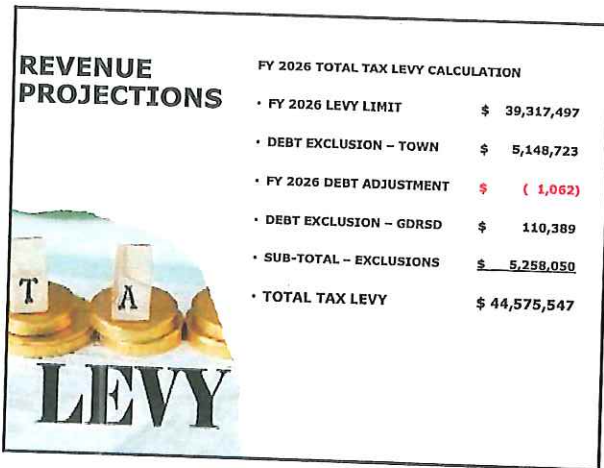 REVENUE
PROJECTIONS
FY 2026 TOTAL TAX LEVY CALCULATION
• FY 2026 LEVY LIMIT $ 39,317,497
• DEBT EXCLUSION – TOWN $ 5,148,723
• FY 2026 DEBT ADJUSTMENT $ ( 1,062)
• DEBT EXCLUSION – GDRSD $ 110,389
• SUB-TOTAL – EXCLUSIONS $ 5,258,050
• TOTAL TAX LEVY $ 44,575,547
T A
LEVY